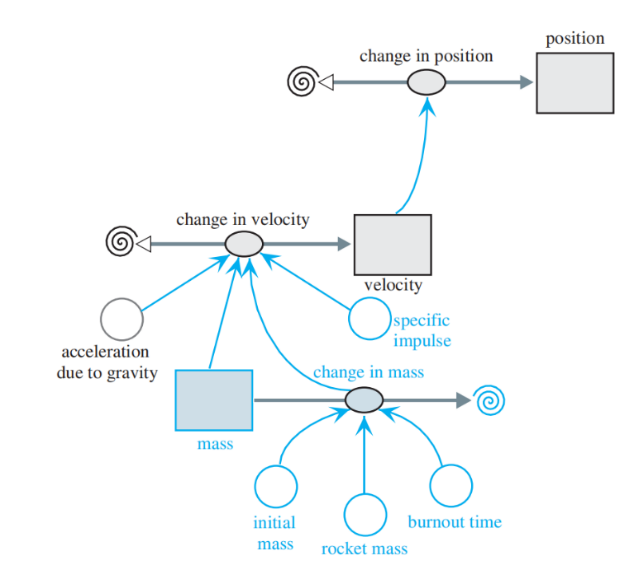 position
change in position
change in velocity
velocity
specific
impulse
acceleration
due to gravity
change in mass
mass
initial
mass
rocket mass
burnout time